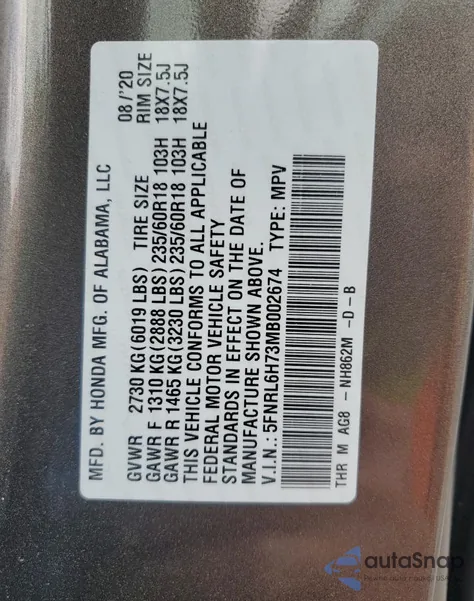 MFD. BY HONDA MFG. OF ALABAMA, LLC 08/'20
GVWR 2730 KG(6019 LBS) TIRE SIZE RIM SIZE
GAWR F 1310 KG(2888 LBS) 235/60R18 103H 18X7.5J
GAWR R 1465 KG(3230 LBS) 235/60R18 103H 18X7.5J
THIS VEHICLE CONFORMS TO ALL APPLICABLE
FEDERAL MOTOR VEHICLE SAFETY
STANDARDS IN EFFECT ON THE DATE OF
MANUFACTURE SHOWN ABOVE.
V.I.N.: 5FNRL6H73MB002674 TYPE: MPV
THR M AG8 - NH862M -D-B
autaSnap